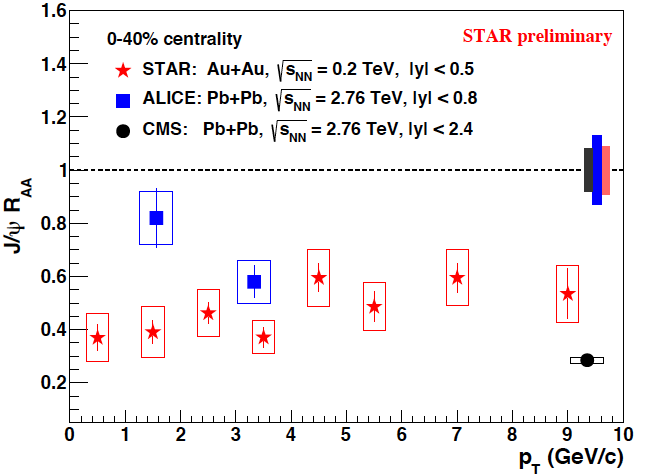 1.6
0-40% centrality
STAR preliminary
STAR: Au+Au, √sNN = 0.2 TeV, |y| < 0.5
1.4
ALICE: Pb+Pb, √sNN = 2.76 TeV, |y| < 0.8
1.2
CMS: Pb+Pb, √sNN = 2.76 TeV, |y| < 2.4
1
J/ψ RAA
0.8
0.6
0.4
0.2
0 1 2 3 4 5 6 7 8 9 10
pT (GeV/c)